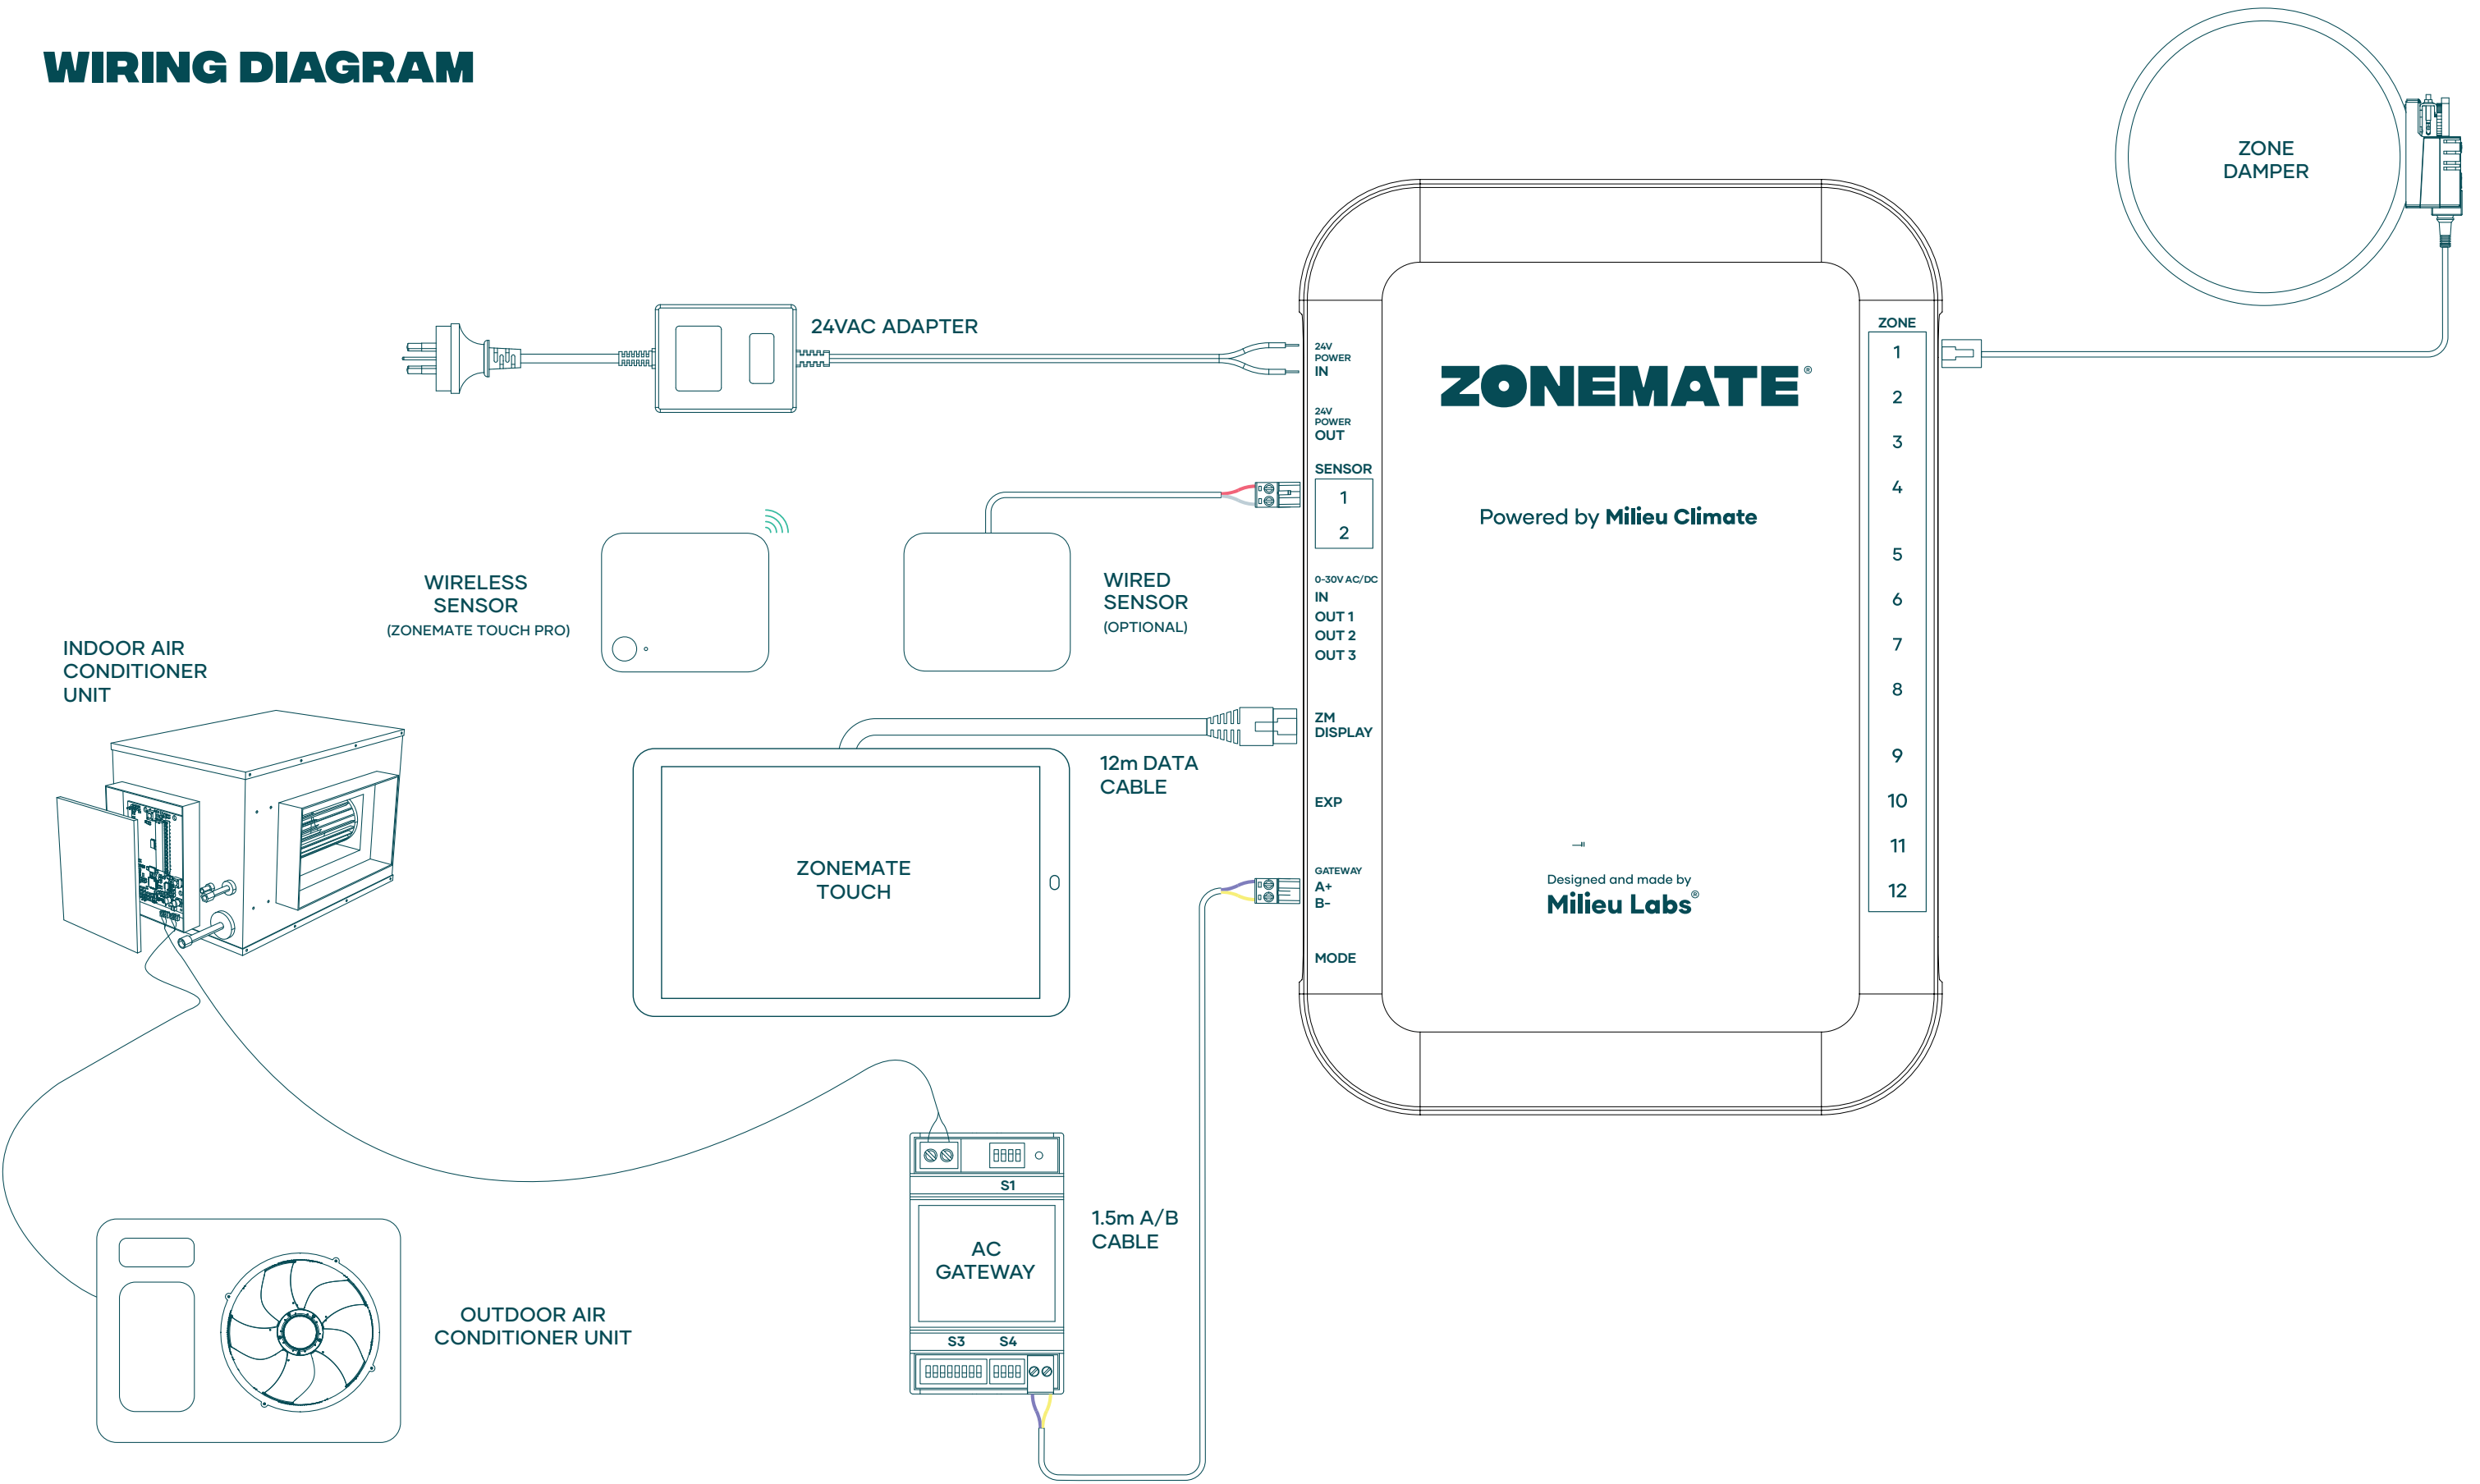 WIRING DIAGRAM
ZONE
DAMPER
24VAC ADAPTER
24V
POWER
IN
24V
POWER
OUT
SENSOR
1
2
0-30V AC/DC
IN
OUT 1
OUT 2
OUT 3
ZM
DISPLAY
EXP
GATEWAY
A+
B-
MODE
ZONEMATE®
Powered by Milieu Climate
Designed and made by
Milieu Labs®
ZONE
1
2
3
4
5
6
7
8
9
10
11
12
WIRELESS
SENSOR
(ZONEMATE TOUCH PRO)
WIRED
SENSOR
(OPTIONAL)
INDOOR AIR
CONDITIONER
UNIT
12m DATA
CABLE
ZONEMATE
TOUCH
S1
AC
GATEWAY
S3 S4
1.5m A/B
CABLE
OUTDOOR AIR
CONDITIONER UNIT